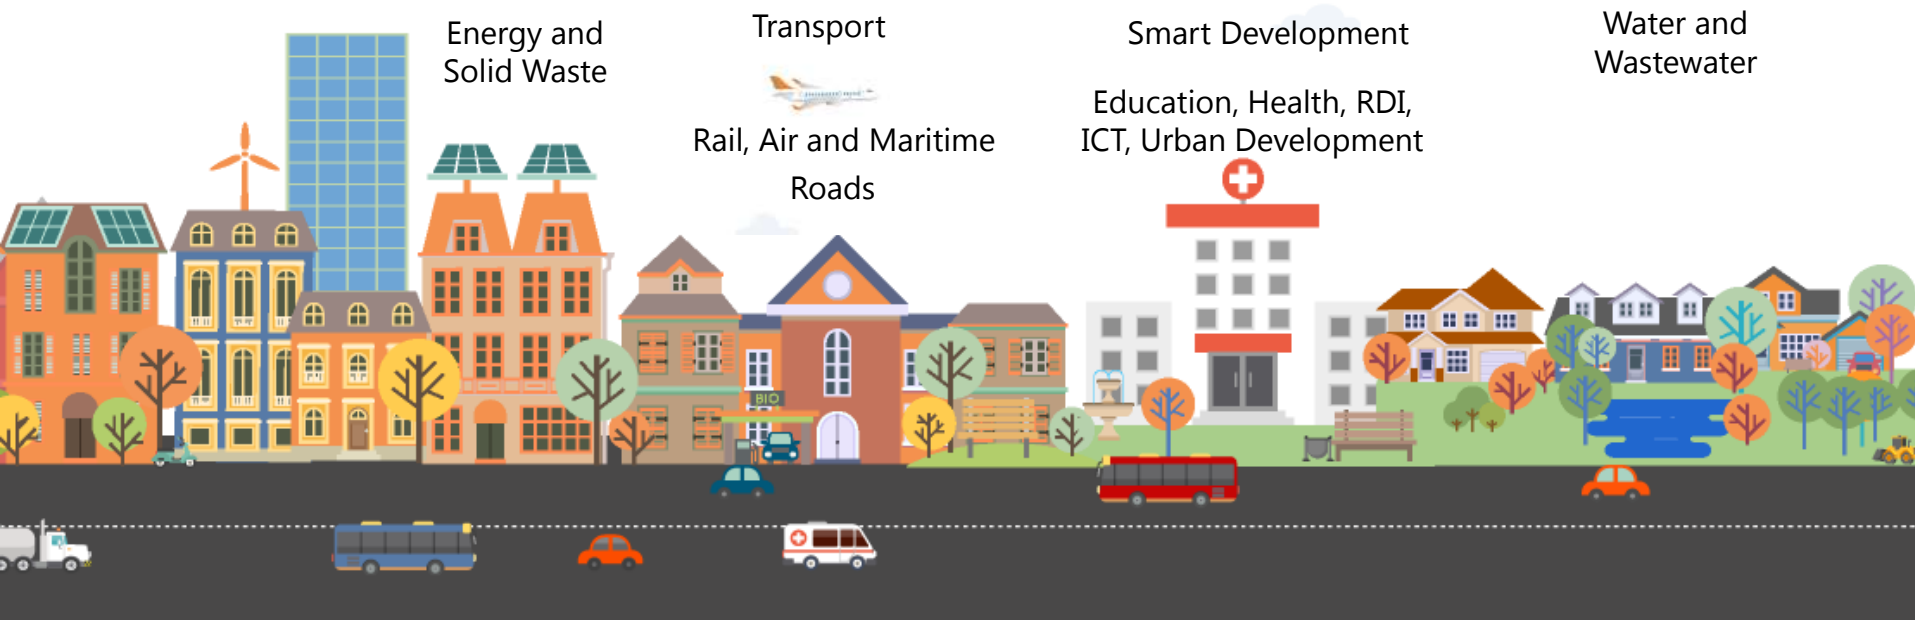 Energy and
Solid Waste
Transport
Rail, Air and Maritime
Roads
Smart Development
Education, Health, RDI,
ICT, Urban Development
Water and
Wastewater
BIO